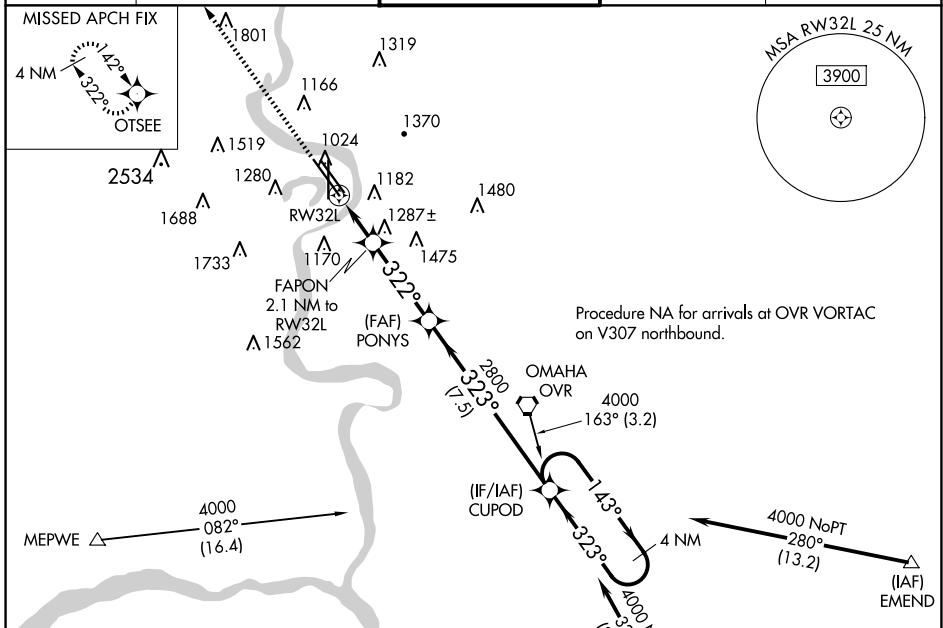 MISSED APCH FIX
4 NM
142°
322°
OTSEE
1801
1319
1166
1370
1024
1519
2534
1280
1182
1480
1688
RW32L
1287±
1733
1170
1475
FAPON
2.1 NM to
RW32L
322°
(FAF)
PONYS
1562
MSA RW32L 25 NM
3900
Procedure NA for arrivals at OVR VORTAC
on V307 northbound.
2800
323°
(7.5)
OMAHA
OVR
4000
163° (3.2)
(IF/IAF)
CUPOD
143°
323°
4 NM
MEPWE
4000
082°
(16.4)
4000 NoPT
280°
(13.2)
(IAF)
EMEND
4000